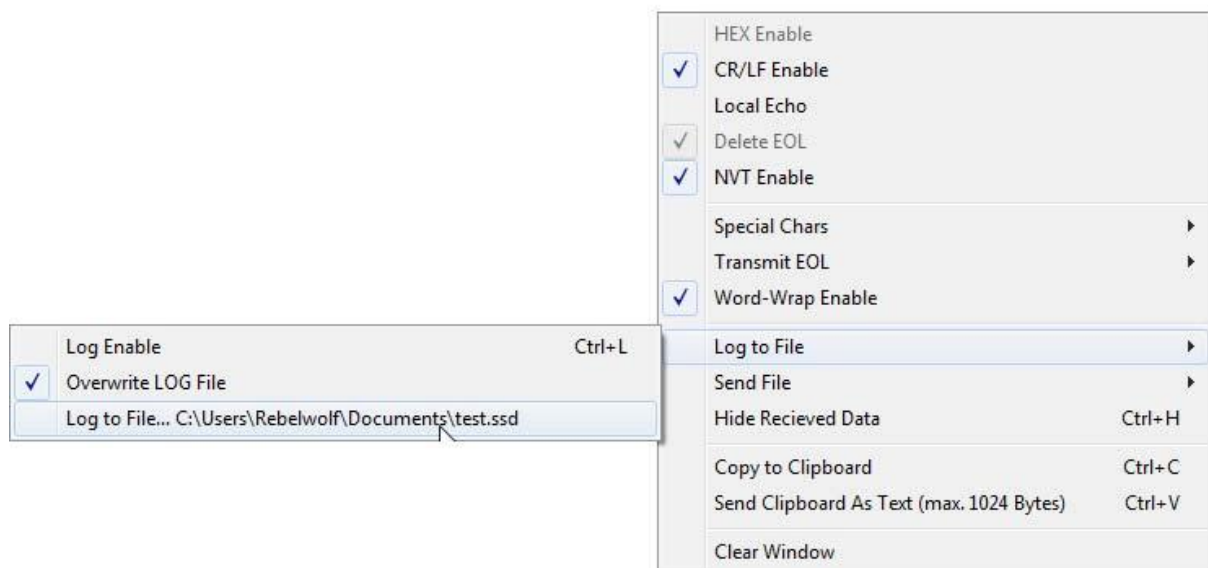 HEX Enable
CR/LF Enable
Local Echo
Delete EOL
NVT Enable
Special Chars
Transmit EOL
Word-Wrap Enable
Log to File
Send File
Hide Recieved Data Ctrl+H
Copy to Clipboard Ctrl+C
Send Clipboard As Text (max. 1024 Bytes) Ctrl+V
Clear Window
Log Enable Ctrl+L
Overwrite LOG File
Log to File... C:\Users\Rebelwolf\Documents\test.ssd